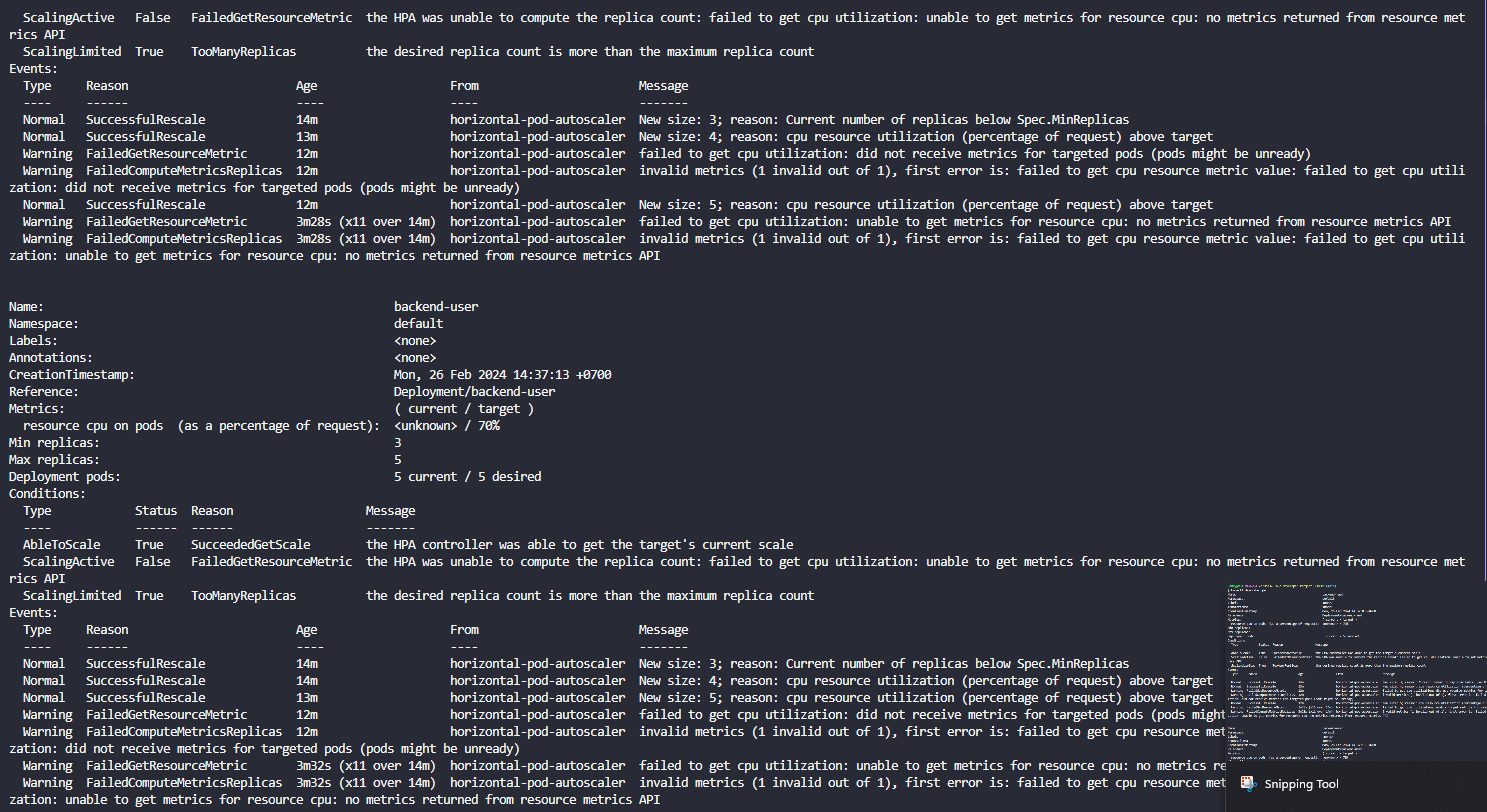 ScalingActive   False   FailedGetResourceMetric  the HPA was unable to compute the replica count: failed to get cpu utilization: unable to get metrics for resource cpu: no metrics returned from resource met
rics API
ScalingLimited  True    TooManyReplicas          the desired replica count is more than the maximum replica count
Events:
Type     Reason                        Age                   From                       Message
----     ------                        ----                  ----                       -------
Normal   SuccessfulRescale             14m                   horizontal-pod-autoscaler  New size: 3; reason: Current number of replicas below Spec.MinReplicas
Normal   SuccessfulRescale             13m                   horizontal-pod-autoscaler  New size: 4; reason: cpu resource utilization (percentage of request) above target
Warning  FailedGetResourceMetric       12m                   horizontal-pod-autoscaler  failed to get cpu utilization: did not receive metrics for targeted pods (pods might be unready)
Warning  FailedComputeMetricsReplicas  12m                   horizontal-pod-autoscaler  invalid metrics (1 invalid out of 1), first error is: failed to get cpu resource metric value: failed to get cpu utili
zation: did not receive metrics for targeted pods (pods might be unready)
Normal   SuccessfulRescale             12m                   horizontal-pod-autoscaler  New size: 5; reason: cpu resource utilization (percentage of request) above target
Warning  FailedGetResourceMetric       3m28s (x11 over 14m)  horizontal-pod-autoscaler  failed to get cpu utilization: unable to get metrics for resource cpu: no metrics returned from resource metrics API
Warning  FailedComputeMetricsReplicas  3m28s (x11 over 14m)  horizontal-pod-autoscaler  invalid metrics (1 invalid out of 1), first error is: failed to get cpu resource metric value: failed to get cpu utili
zation: unable to get metrics for resource cpu: no metrics returned from resource metrics API
Name:                                                  backend-user
Namespace:                                             default
Labels:                                                <none>
Annotations:                                           <none>
CreationTimestamp:                                     Mon, 26 Feb 2024 14:37:13 +0700
Reference:                                             Deployment/backend-user
Metrics:                                               ( current / target )
resource cpu on pods  (as a percentage of request):  <unknown> / 70%
Min replicas:                                          3
Max replicas:                                          5
Deployment pods:                                       5 current / 5 desired
Conditions:
Type            Status  Reason                   Message
----            ------  ------                   -------
AbleToScale     True    SucceededGetScale        the HPA controller was able to get the target's current scale
ScalingActive   False   FailedGetResourceMetric  the HPA was unable to compute the replica count: failed to get cpu utilization: unable to get metrics for resource cpu: no metrics returned from resource met
rics API
ScalingLimited  True    TooManyReplicas          the desired replica count is more than the maximum replica count
Events:
Type     Reason                        Age                   From                       Message
----     ------                        ----                  ----                       -------
Normal   SuccessfulRescale             14m                   horizontal-pod-autoscaler  New size: 3; reason: Current number of replicas below Spec.MinReplicas
Normal   SuccessfulRescale             14m                   horizontal-pod-autoscaler  New size: 4; reason: cpu resource utilization (percentage of request) above target
Normal   SuccessfulRescale             13m                   horizontal-pod-autoscaler  New size: 5; reason: cpu resource utilization (percentage of request) above target
Warning  FailedGetResourceMetric       12m                   horizontal-pod-autoscaler  failed to get cpu utilization: did not receive metrics for targeted pods (pods might
Warning  FailedComputeMetricsReplicas  12m                   horizontal-pod-autoscaler  invalid metrics (1 invalid out of 1), first error is: failed to get cpu resource met
zation: did not receive metrics for targeted pods (pods might be unready)
Warning  FailedGetResourceMetric       3m32s (x11 over 14m)  horizontal-pod-autoscaler  failed to get cpu utilization: unable to get metrics for resource cpu: no metrics re
Warning  FailedComputeMetricsReplicas  3m32s (x11 over 14m)  horizontal-pod-autoscaler  invalid metrics (1 invalid out of 1), first error is: failed to get cpu resource met
zation: unable to get metrics for resource cpu: no metrics returned from resource metrics API
Snipping Tool